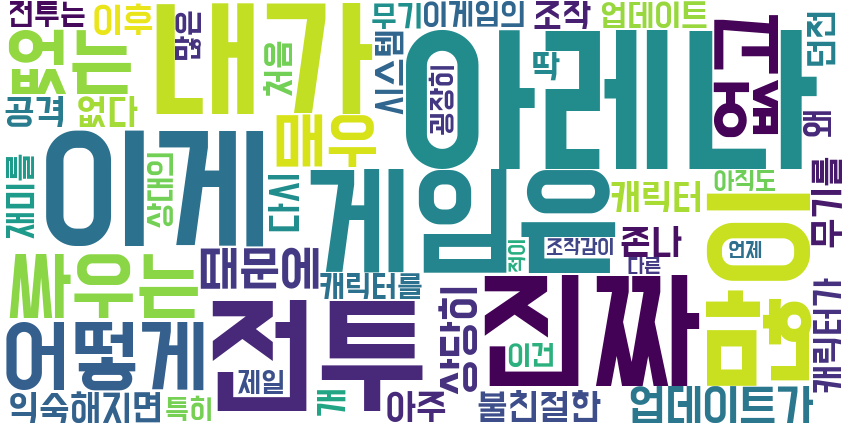 전투는 이후 많은 내가 무기 이게임의 조작 업데이트
없는 처음 시스템 아레나 딱 고 없 던전
공격 없다 매우 굉장히 왜
재미를 이게 상대의 다시 게임은 캐릭터 아직도 무기를
싸우는 때문에 캐릭터를 적이 조작감이 존나 다른 이 언제
어떻게 전투 상당히 진짜 이건 함 캐릭터가
제일 개
익숙해지면 특히 아주 불친절한 업데이트가